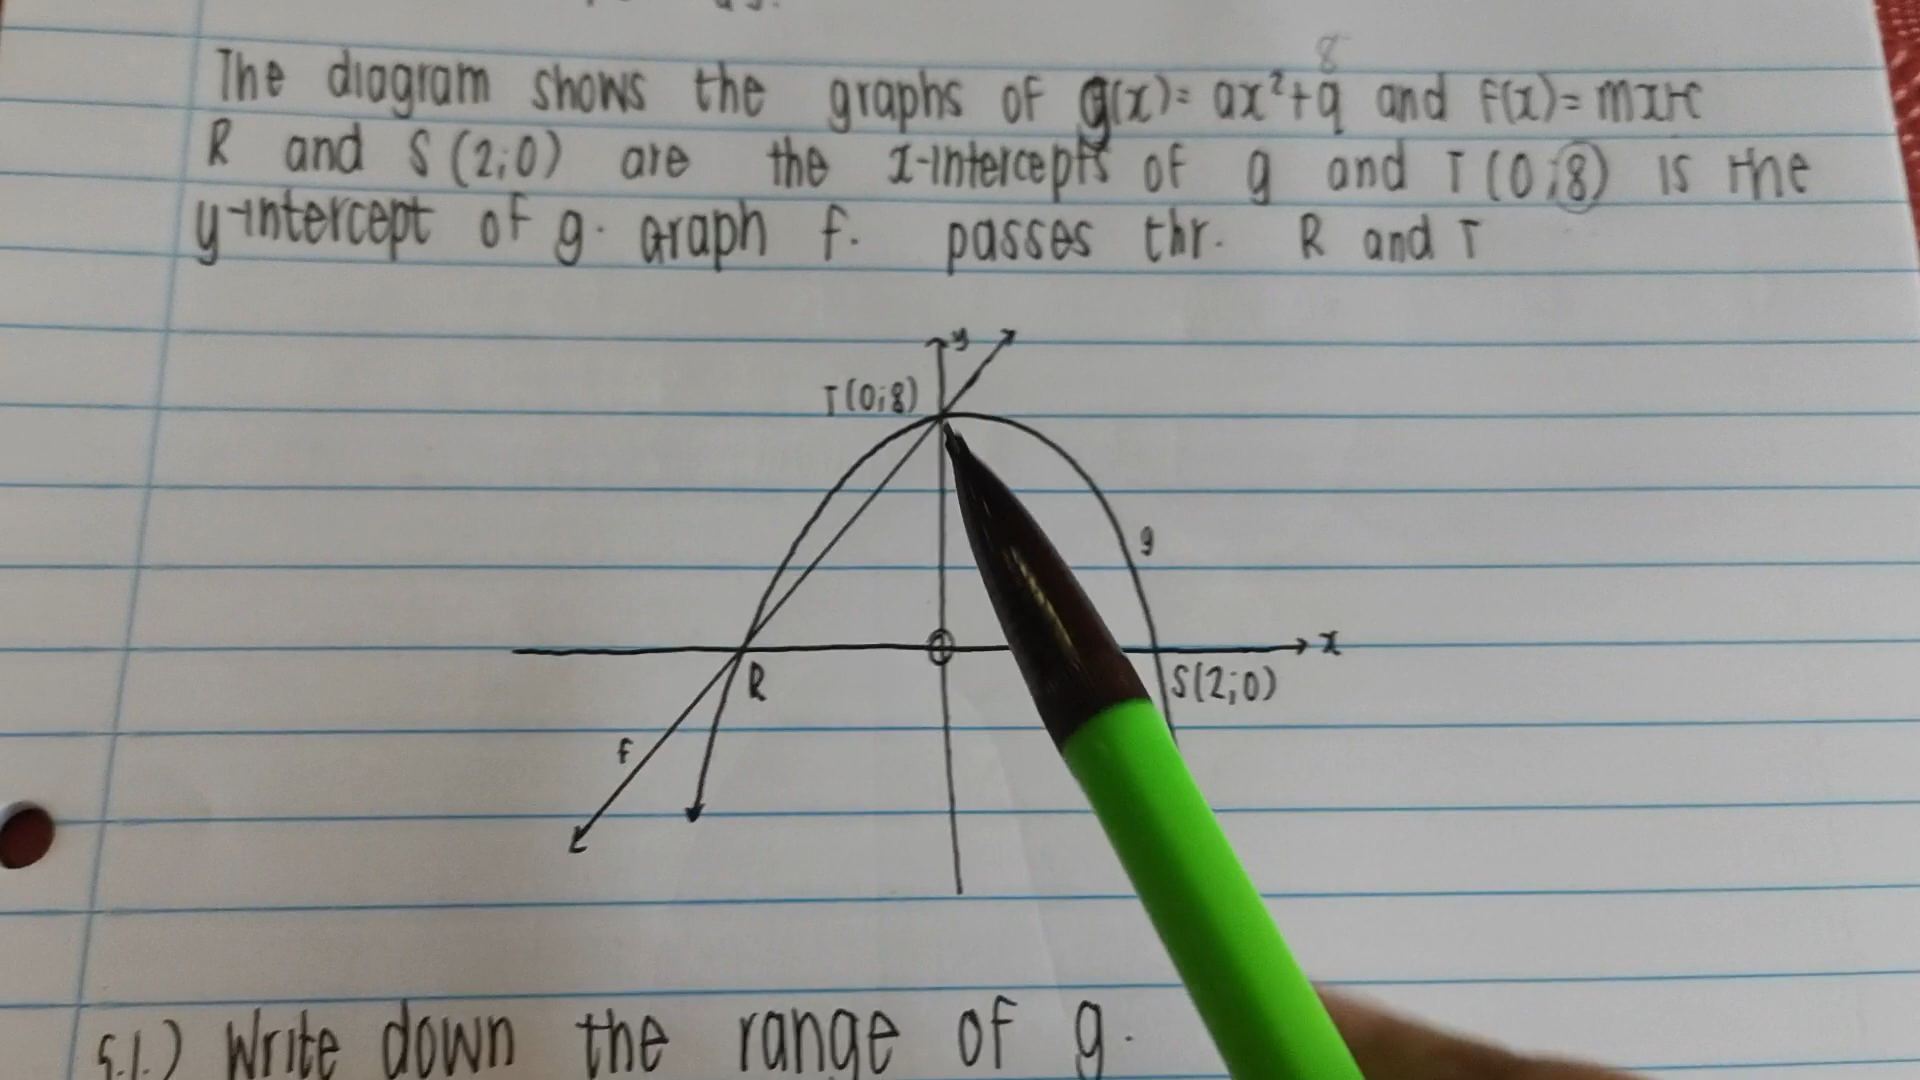 8
The diagram shows the graphs of g(x)= ax²+q and f(x)= mx+c
R and S (2;0) are the x-intercepts of g and T (0;8) is the
y-intercept of g. Graph f. passes thr. R and T
y
T(0;8)
g
x
R
S(2;0)
f
5.1.) Write down the range of g.